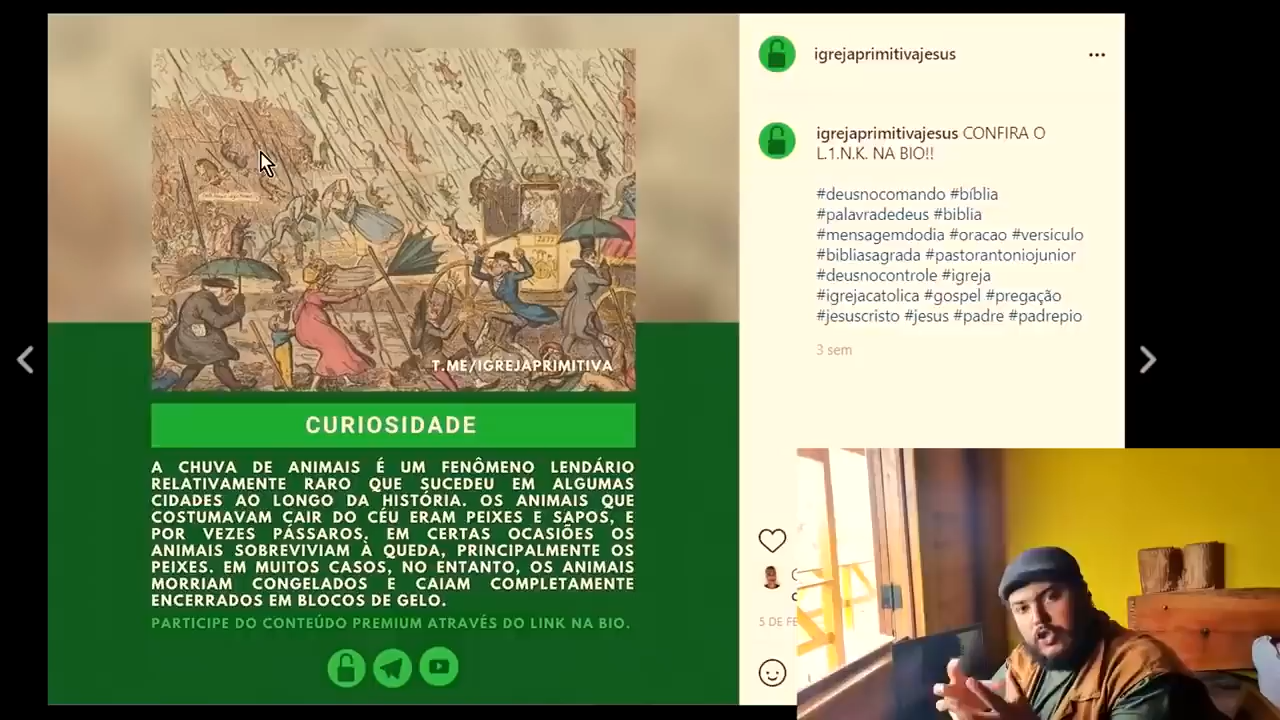 T.ME/IGREJAPRIMITIVA
CURIOSIDADE
A CHUVA DE ANIMAIS É UM FENÔMENO LENDÁRIO
RELATIVAMENTE RARO QUE SUCEDEU EM ALGUMAS
CIDADES AO LONGO DA HISTÓRIA. OS ANIMAIS QUE
COSTUMAVAM CAIR DO CÉU ERAM PEIXES E SAPOS, E
POR VEZES PÁSSAROS. EM CERTAS OCASIÕES OS
ANIMAIS SOBREVIVIAM À QUEDA, PRINCIPALMENTE OS
PEIXES. EM MUITOS CASOS, NO ENTANTO, OS ANIMAIS
MORRIAM CONGELADOS E CAIAM COMPLETAMENTE
ENCERRADOS EM BLOCOS DE GELO.
PARTICIPE DO CONTEÚDO PREMIUM ATRAVÉS DO LINK NA BIO.
igrejaprimitivajesus
igrejaprimitivajesus CONFIRA O
L.1.N.K. NA BIO!!
#deusnocomando #bíblia
#palavradedeus #biblia
#mensagemdodia #oracao #versiculo
#bibliasagrada #pastorantoniojunior
#deusnocontrole #igreja
#igrejacatolica #gospel #pregação
#jesuscristo #jesus #padre #padrepio
3 sem
5 DE FE